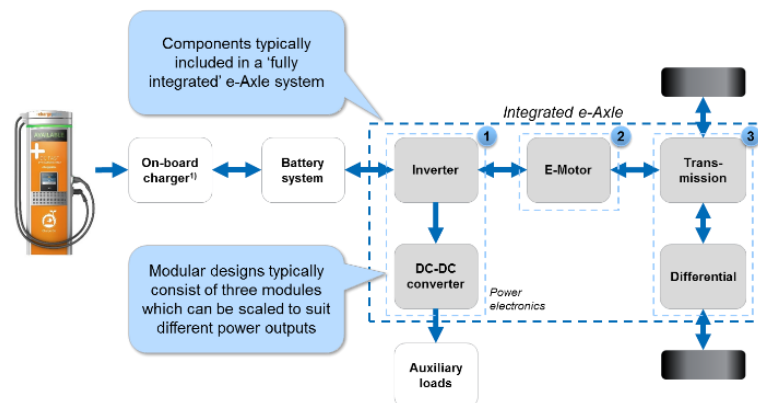 Components typically
included in a ‘fully
integrated’ e-Axle system
Integrated e-Axle
AVAILABLE
On-board
charger¹⁾
Battery
system
1
Inverter
2
E-Motor
3
Trans-
mission
Modular designs typically
consist of three modules
which can be scaled to suit
different power outputs
DC-DC
converter
Power
electronics
Differential
Auxiliary
loads